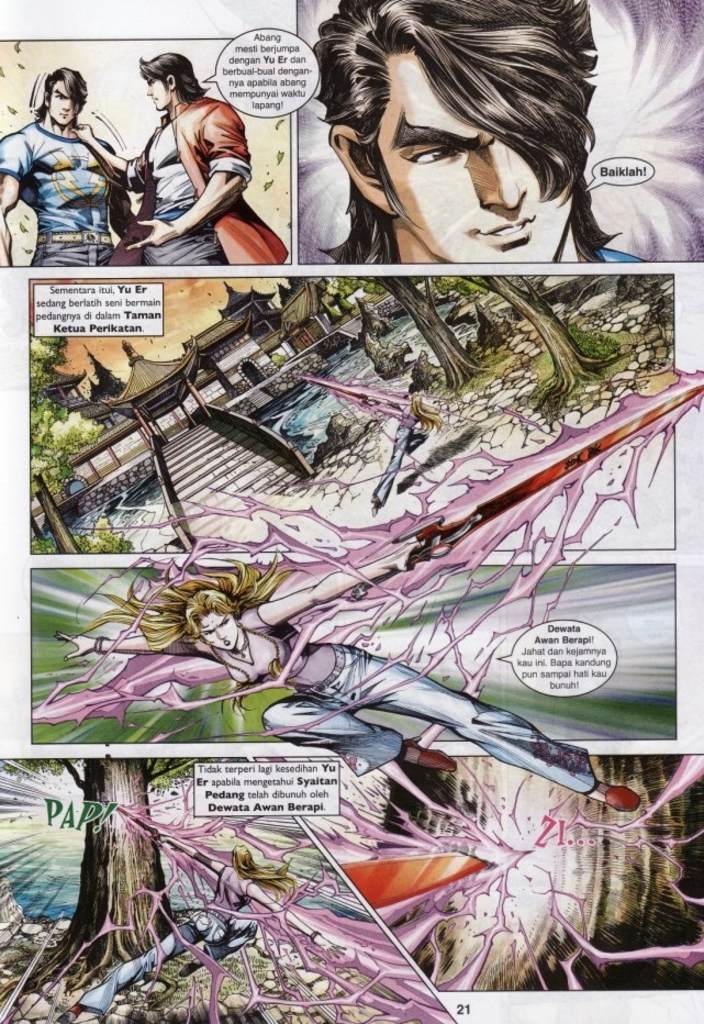 Abang
mesti berjumpa
dengan Yu Er dan
berbual-bual dengan-
nya apabila abang
mempunyai waktu
lapang!
Baiklah!
Sementara itu, Yu Er
sedang berlatih seni bermain
pedangnya di dalam Taman
Ketua Perikatan.
Dewata
Awan Berapi!
Jahat dan kejamnya
kau ini. Bapa kandung
pun sampai hati kau
bunuh!
Tidak terperi lagi kesedihan Yu
Er apabila mengetahui Syaitan
Pedang telah dibunuh oleh
Dewata Awan Berapi.
PAP!
ZI...
21